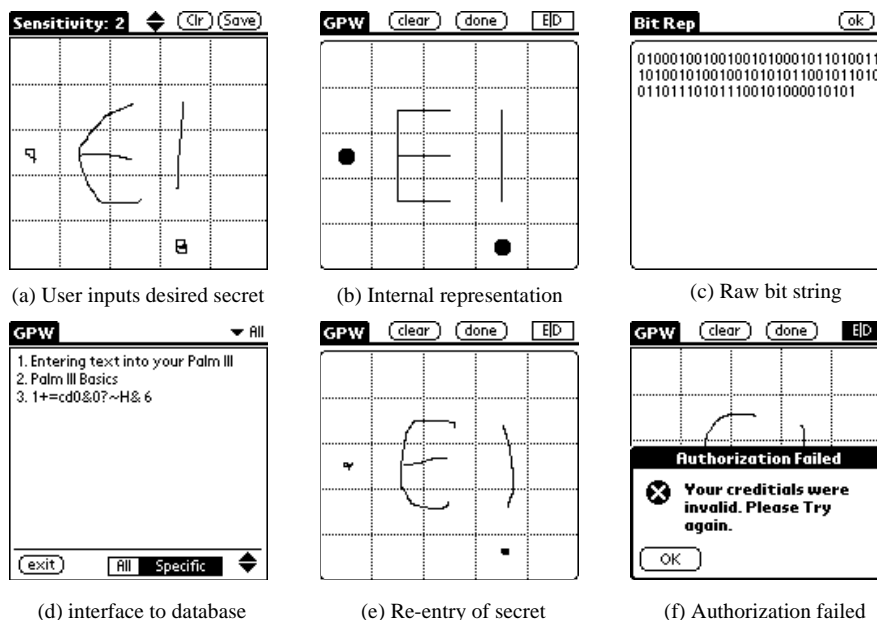 Sensitivity: 2 Clr Save
GPW clear done E|D
Bit Rep ok
010001001001001010001011010011
101001010010010101011001011010
011011101011100101000010101
(a) User inputs desired secret
(b) Internal representation
(c) Raw bit string
GPW All
1. Entering text into your Palm III
2. Palm III Basics
3. 1+=cd0&0?~H& 6
exit All Specific
GPW clear done E|D
GPW clear done E|D
Authorization Failed
Your creditials were
invalid. Please Try
again.
OK
(d) interface to database
(e) Re-entry of secret
(f) Authorization failed